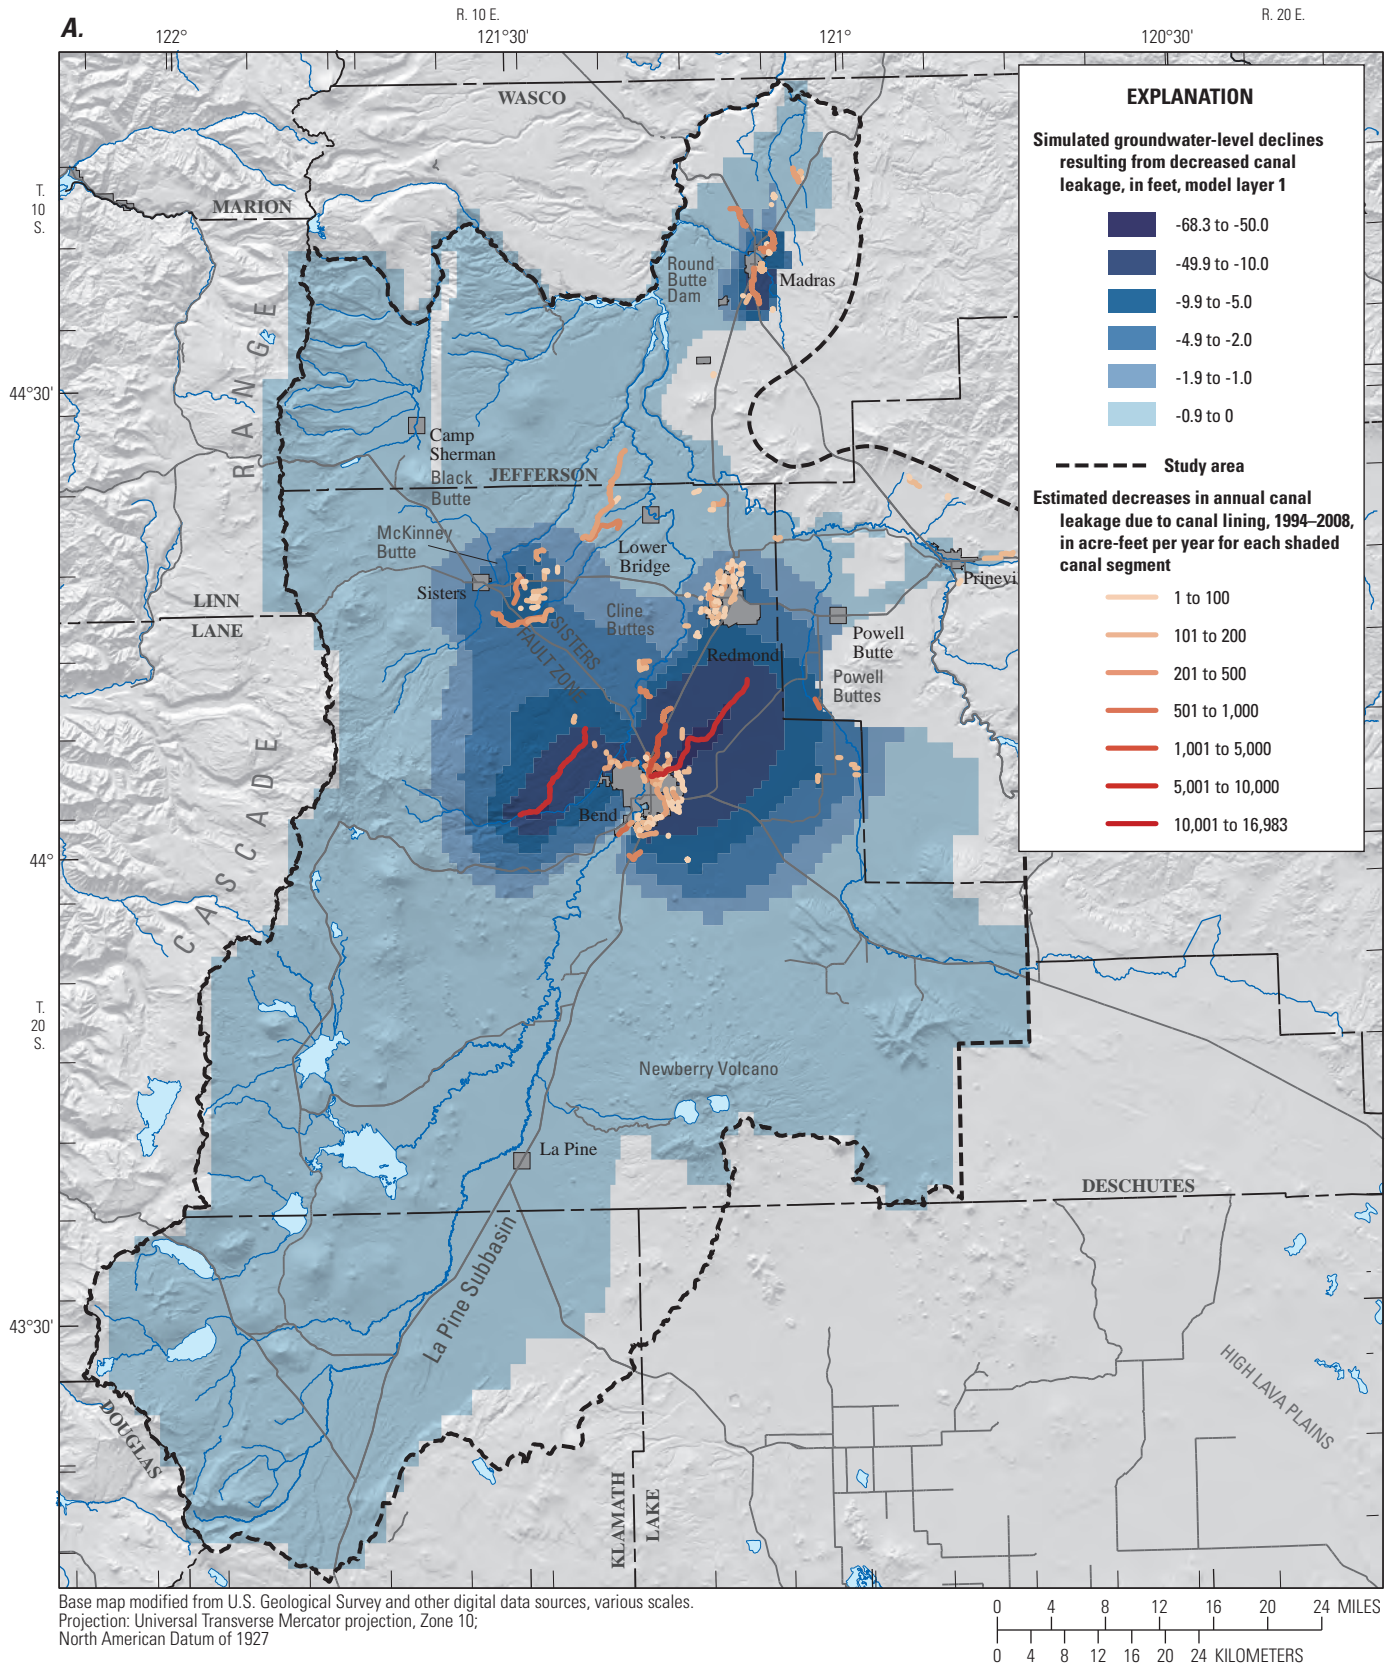 A.
R. 10 E.
R. 20 E.
122°
121°30'
121°
120°30'
WASCO
EXPLANATION
Simulated groundwater-level declines
resulting from decreased canal
leakage, in feet, model layer 1
-68.3 to -50.0
-49.9 to -10.0
-9.9 to -5.0
-4.9 to -2.0
-1.9 to -1.0
-0.9 to 0
Study area
Estimated decreases in annual canal
leakage due to canal lining, 1994–2008,
in acre-feet per year for each shaded
canal segment
1 to 100
101 to 200
201 to 500
501 to 1,000
1,001 to 5,000
5,001 to 10,000
10,001 to 16,983
T.
10
S.
MARION
Round
Butte
Dam
Madras
44°30'
CASCADE RANGE
Camp
Sherman
Black
Butte
JEFFERSON
McKinney
Butte
Lower
Bridge
Sisters
Prinevi
LINN
LANE
Cline
Buttes
SISTERS
FAULT ZONE
Redmond
Powell
Butte
Powell
Buttes
Bend
44°
T.
20
S.
Newberry Volcano
La Pine
DESCHUTES
La Pine Subbasin
43°30'
HIGH LAVA PLAINS
DOUGLAS
KLAMATH
LAKE
Base map modified from U.S. Geological Survey and other digital data sources, various scales.
Projection: Universal Transverse Mercator projection, Zone 10;
North American Datum of 1927
0 4 8 12 16 20 24 MILES
0 4 8 12 16 20 24 KILOMETERS